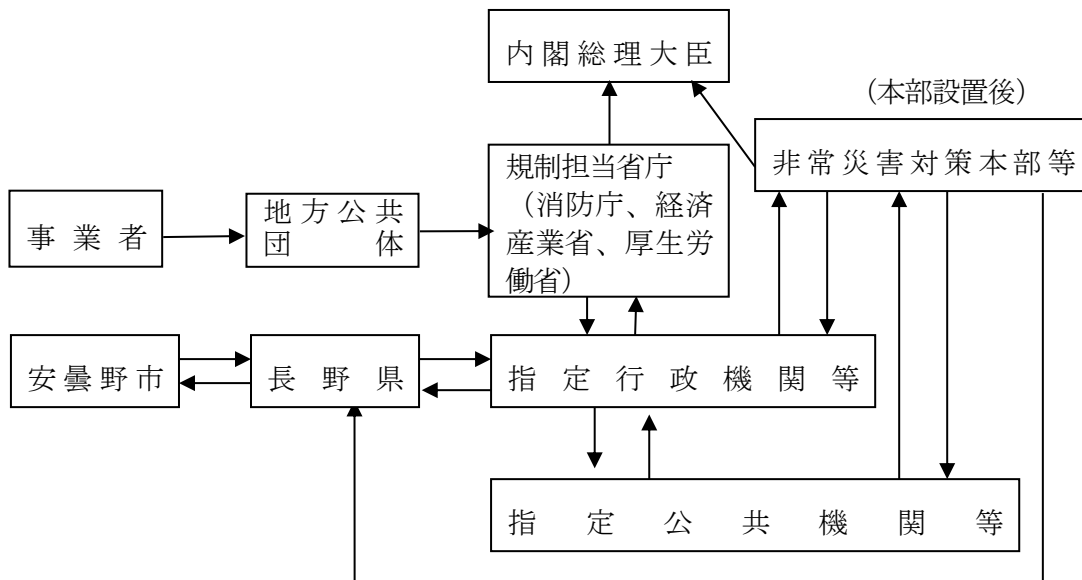 内閣総理大臣
（本部設置後）
非常災害対策本部等
規制担当省庁
（消防庁、経済
産業省、厚生労
働省）
地方公共
団体
事業者
安曇野市
長野県
指定行政機関等
指定公共機関等